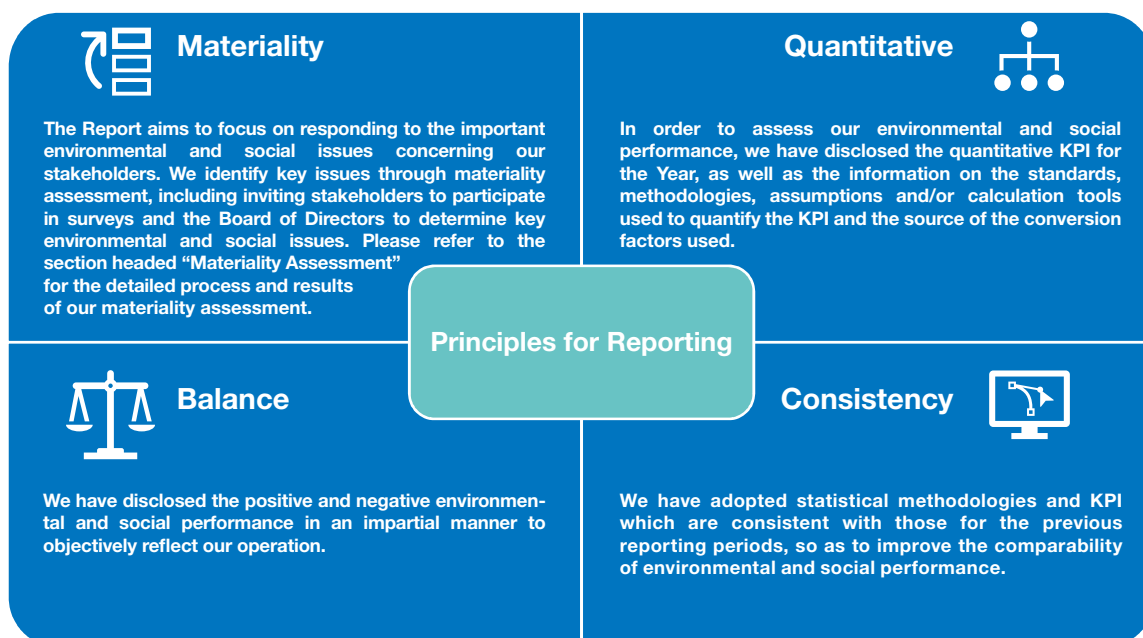 Materiality
The Report aims to focus on responding to the important
environmental and social issues concerning our
stakeholders. We identify key issues through materiality
assessment, including inviting stakeholders to participate
in surveys and the Board of Directors to determine key
environmental and social issues. Please refer to the
section headed “Materiality Assessment”
for the detailed process and results
of our materiality assessment.
Quantitative
In order to assess our environmental and social
performance, we have disclosed the quantitative KPI for
the Year, as well as the information on the standards,
methodologies, assumptions and/or calculation tools
used to quantify the KPI and the source of the conversion
factors used.
Principles for Reporting
Balance
We have disclosed the positive and negative environmen-
tal and social performance in an impartial manner to
objectively reflect our operation.
Consistency
We have adopted statistical methodologies and KPI
which are consistent with those for the previous
reporting periods, so as to improve the comparability
of environmental and social performance.